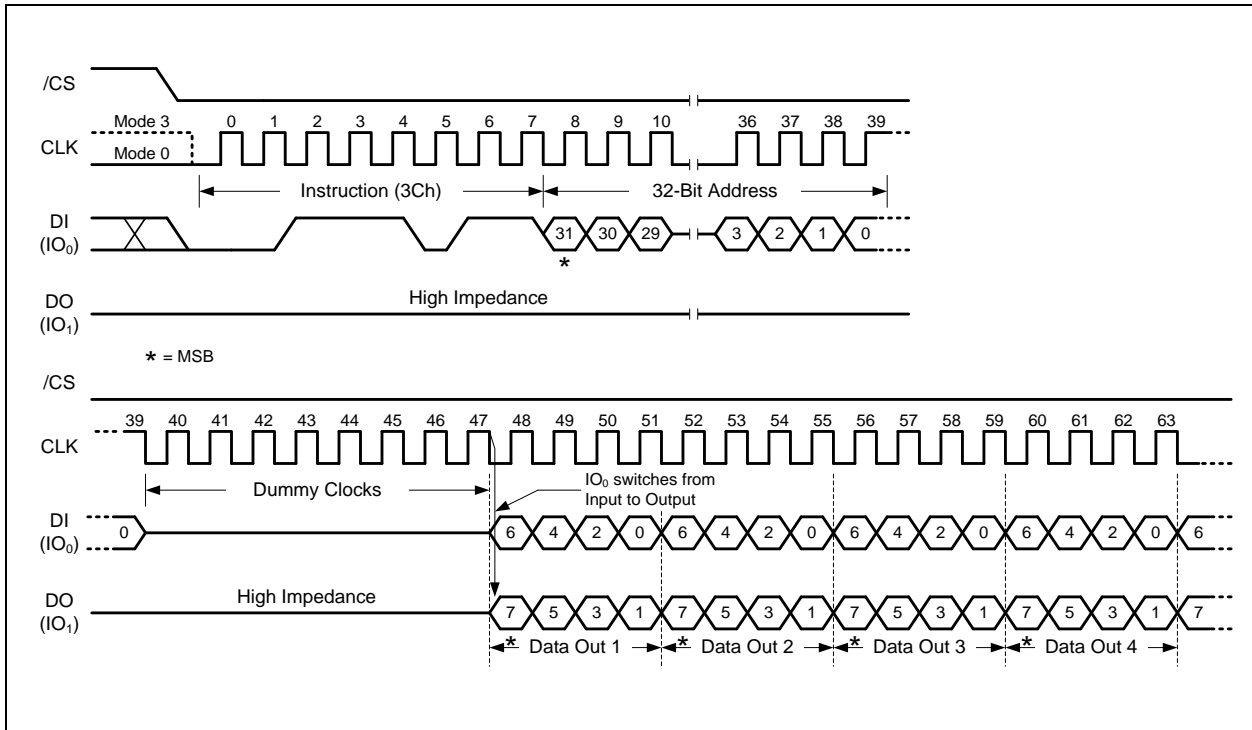 /CS
Mode 3 0 1 2 3 4 5 6 7 8 9 10 36 37 38 39
CLK
Mode 0
Instruction (3Ch) 32-Bit Address
DI
(IO₀)
31 30 29 3 2 1 0
*
High Impedance
DO
(IO₁)
* = MSB
/CS
39 40 41 42 43 44 45 46 47 48 49 50 51 52 53 54 55 56 57 58 59 60 61 62 63
CLK
Dummy Clocks
IO₀ switches from
Input to Output
DI
(IO₀)
0 6 4 2 0 6 4 2 0 6 4 2 0 6 4 2 0 6
High Impedance
DO
(IO₁)
7 5 3 1 7 5 3 1 7 5 3 1 7 5 3 1 7
* Data Out 1 * Data Out 2 * Data Out 3 * Data Out 4